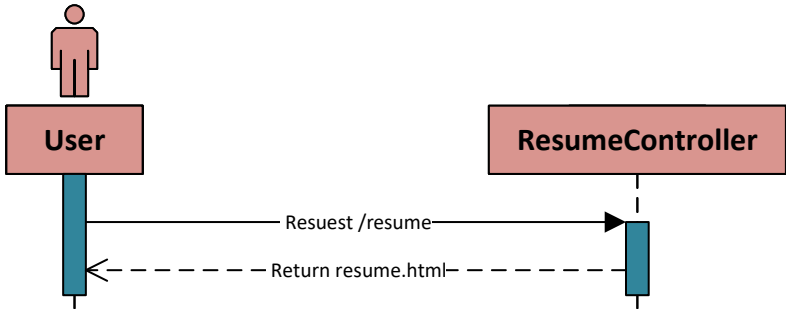 User
ResumeController
Resuest /resume
Return resume.html